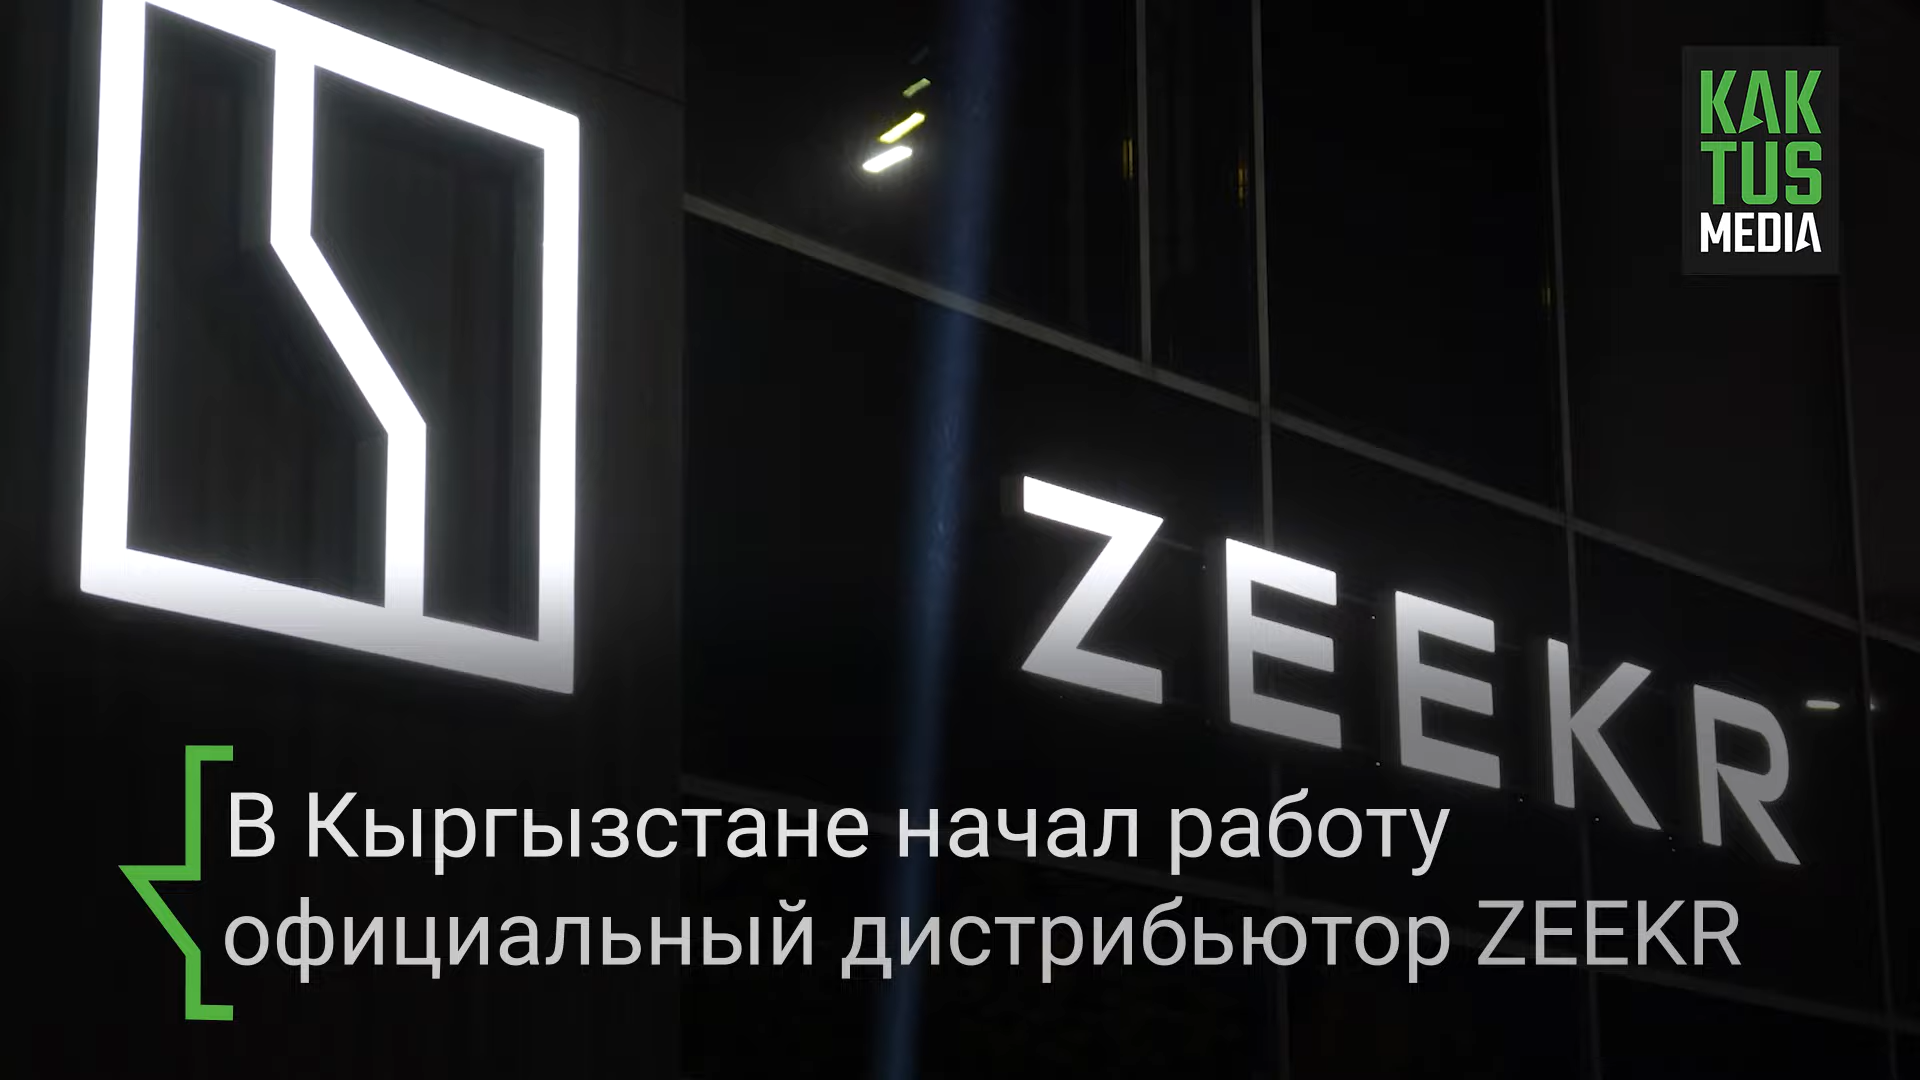 KAK
TUS
MEDIA
ZEEKR
В Кыргызстане начал работу
официальный дистрибьютор ZEEKR